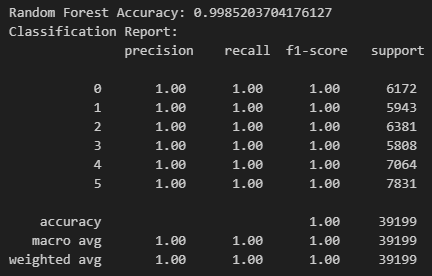 Random Forest Accuracy: 0.9985203704176127
Classification Report:
precision recall f1-score support
0 1.00 1.00 1.00 6172
1 1.00 1.00 1.00 5943
2 1.00 1.00 1.00 6381
3 1.00 1.00 1.00 5808
4 1.00 1.00 1.00 7064
5 1.00 1.00 1.00 7831
accuracy 1.00 39199
macro avg 1.00 1.00 1.00 39199
weighted avg 1.00 1.00 1.00 39199